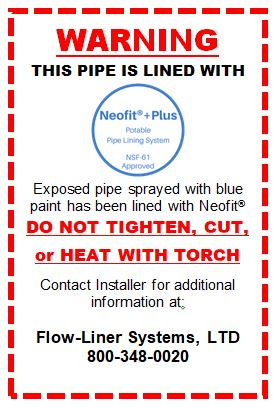 WARNING
THIS PIPE IS LINED WITH
Neofit®+Plus
Potable
Pipe Lining System
NSF-61
Approved
Exposed pipe sprayed with blue
paint has been lined with Neofit®
DO NOT TIGHTEN, CUT,
or HEAT WITH TORCH
Contact Installer for additional
information at:
Flow-Liner Systems, LTD
800-348-0020